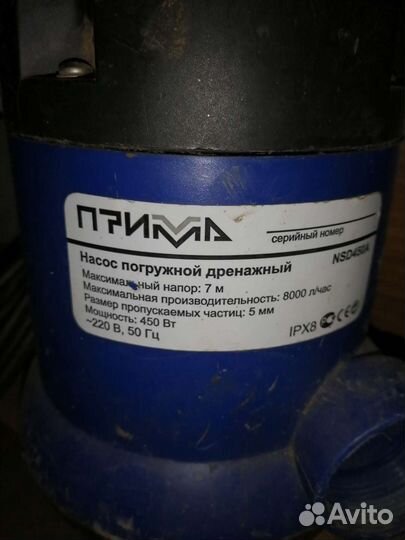 ПРИМА
серийный номер
Насос погружной дренажный NSD450A
Максимальный напор: 7 м
Максимальная производительность: 8000 л/час
Размер пропускаемых частиц: 5 мм
Мощность: 450 Вт
~220 В, 50 Гц
IPX8 CE
Avito